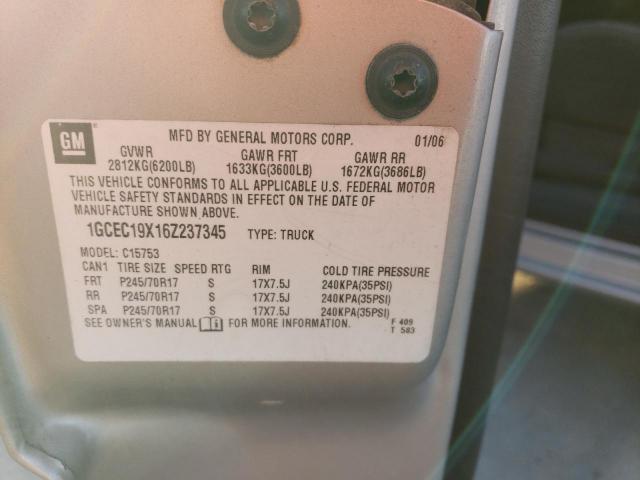 GM
MFD BY GENERAL MOTORS CORP. 01/06
GVWR GAWR FRT GAWR RR
2812KG(6200LB) 1633KG(3600LB) 1672KG(3686LB)
THIS VEHICLE CONFORMS TO ALL APPLICABLE U.S. FEDERAL MOTOR
VEHICLE SAFETY STANDARDS IN EFFECT ON THE DATE OF
MANUFACTURE SHOWN ABOVE.
1GCEC19X16Z237345 TYPE: TRUCK
MODEL: C15753
CAN1 TIRE SIZE SPEED RTG RIM COLD TIRE PRESSURE
FRT P245/70R17 S 17X7.5J 240KPA(35PSI)
RR P245/70R17 S 17X7.5J 240KPA(35PSI)
SPA P245/70R17 S 17X7.5J 240KPA(35PSI)
SEE OWNER'S MANUAL FOR MORE INFORMATION. F 409
T 583